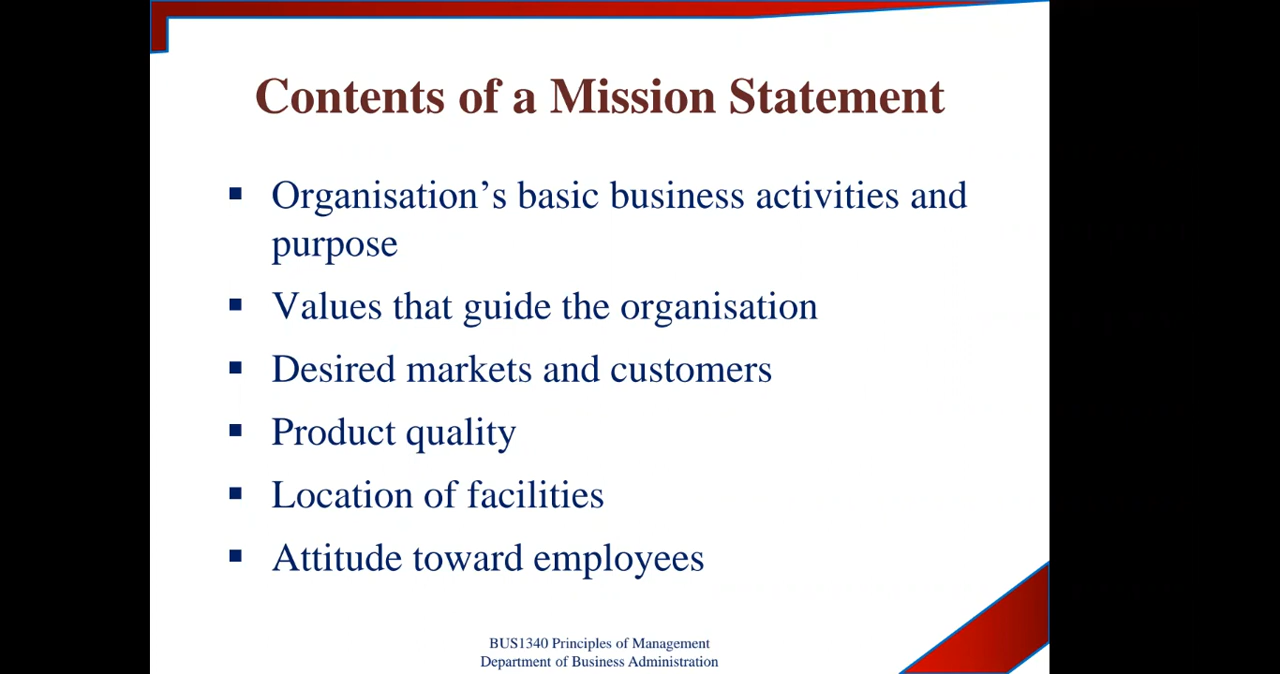 Contents of a Mission Statement
▪ Organisation’s basic business activities and
purpose
▪ Values that guide the organisation
▪ Desired markets and customers
▪ Product quality
▪ Location of facilities
▪ Attitude toward employees
BUS1340 Principles of Management
Department of Business Administration